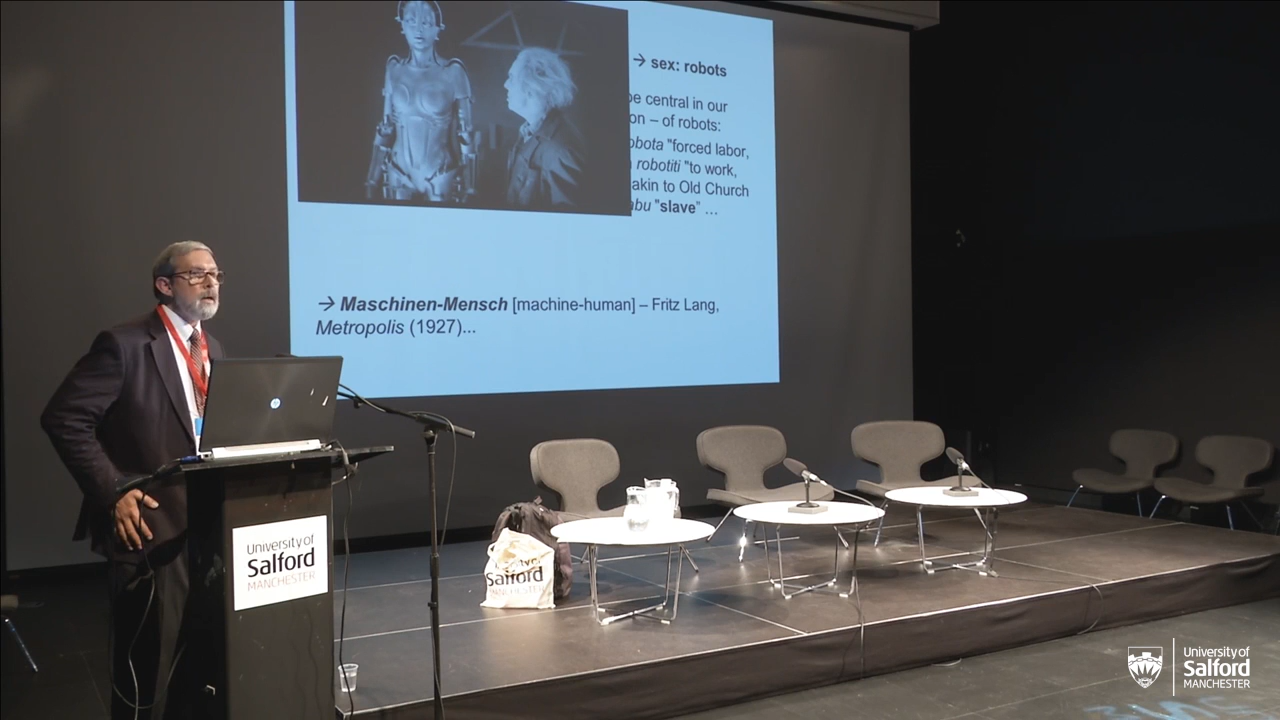 → sex: robots
be central in our
on – of robots:
obota "forced labor,
robotiti "to work,
akin to Old Church
abu "slave" …
→ Maschinen-Mensch [machine-human] – Fritz Lang,
Metropolis (1927)...
University of
Salford
MANCHESTER
Salford
MANCHESTER
University of
Salford
MANCHESTER